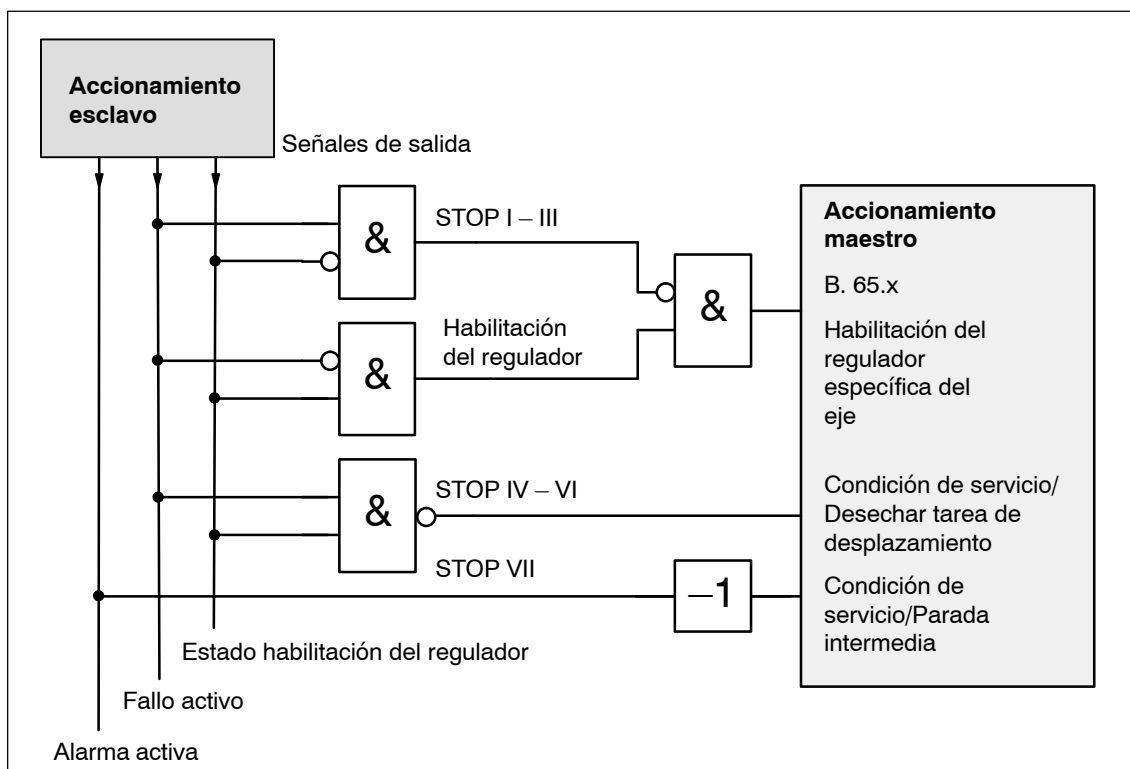 Accionamiento
esclavo
Señales de salida
&
STOP I – III
&
Habilitación
del regulador
&
&
STOP IV – VI
STOP VII
–1
Accionamiento
maestro
B. 65.x
Habilitación del
regulador
específica del
eje
Condición de servicio/
Desechar tarea de
desplazamiento
Condición de
servicio/Parada
intermedia
Estado habilitación del regulador
Fallo activo
Alarma activa